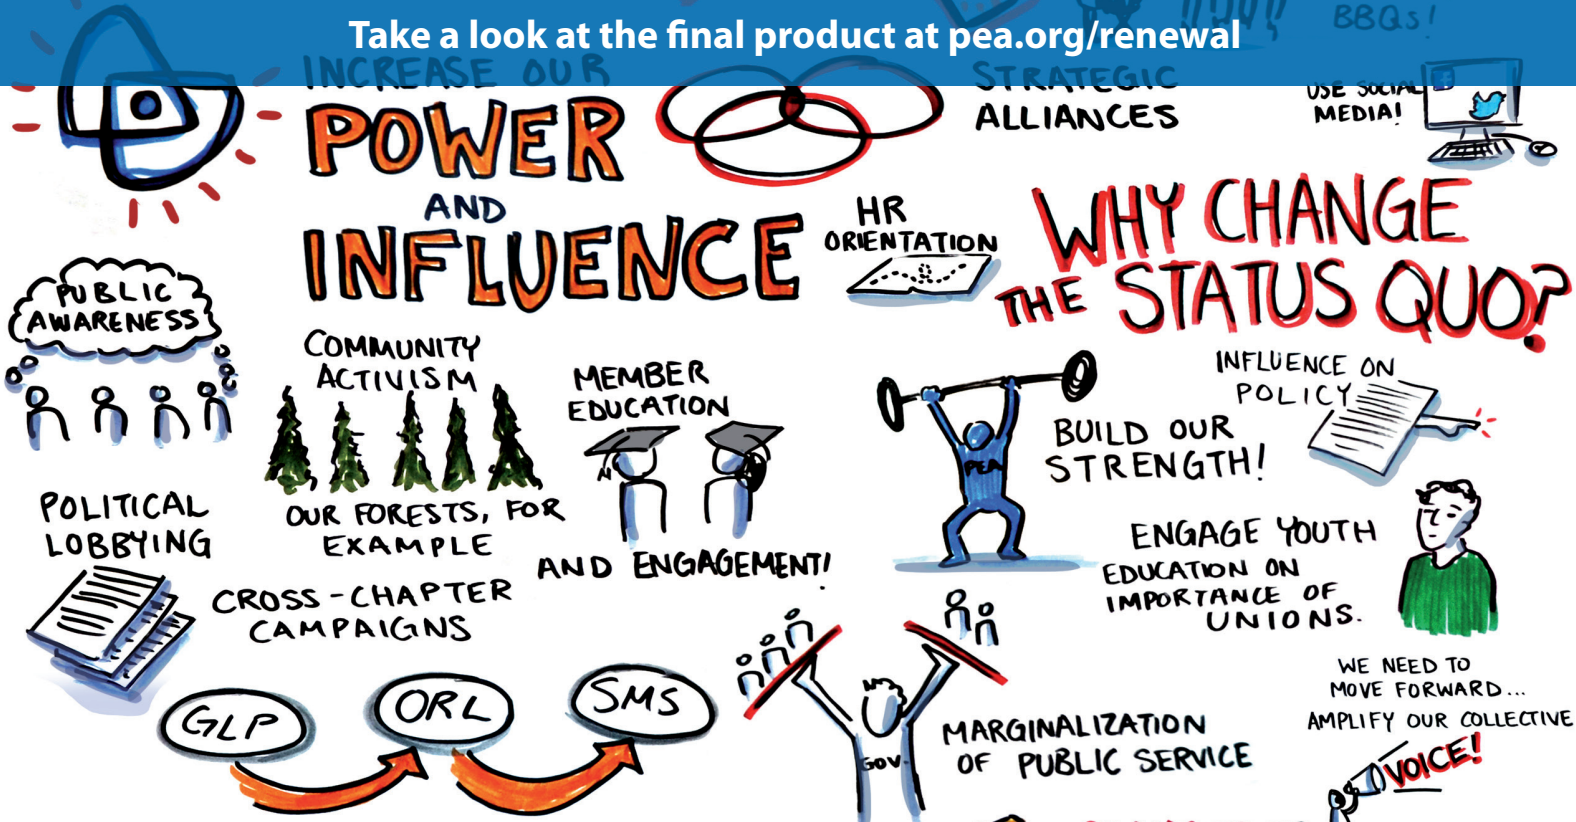 Take a look at the final product at pea.org/renewal
BBQs!
INCREASE OUR
POWER
AND
INFLUENCE
STRATEGIC
ALLIANCES
USE SOCIAL
MEDIA!
HR
ORIENTATION
WHY CHANGE
THE STATUS QUO?
PUBLIC
AWARENESS
COMMUNITY
ACTIVISM
OUR FORESTS, FOR
EXAMPLE
MEMBER
EDUCATION
AND ENGAGEMENT!
PEA
BUILD OUR
STRENGTH!
INFLUENCE ON
POLICY
POLITICAL
LOBBYING
CROSS-CHAPTER
CAMPAIGNS
GLP
ORL
SMS
ENGAGE YOUTH
EDUCATION ON
IMPORTANCE OF
UNIONS.
GOV
MARGINALIZATION
OF PUBLIC SERVICE
WE NEED TO
MOVE FORWARD...
AMPLIFY OUR COLLECTIVE
VOICE!